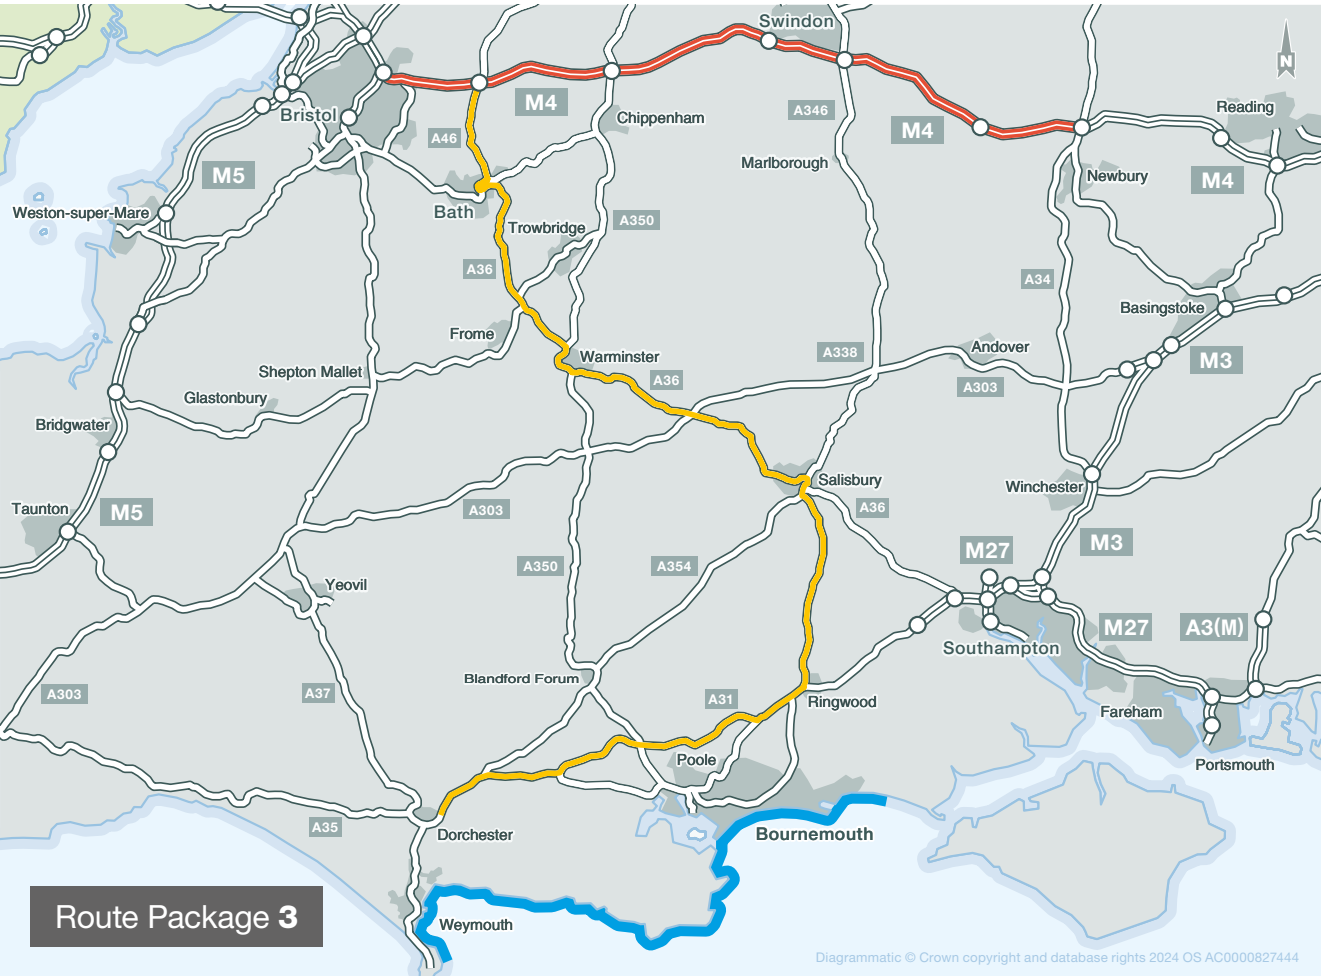 Swindon
N
Reading
M4
A346
Bristol
Chippenham
A46
M4
Marlborough
M5
Newbury
M4
Weston-super-Mare
Bath
Trowbridge
A350
A36
A34
Basingstoke
Frome
Warminster
A338
Andover
M3
Shepton Mallet
A36
A303
Glastonbury
Bridgwater
Salisbury
Winchester
Taunton
M5
A303
A36
M3
M27
A350
A354
Yeovil
M27
A3(M)
Southampton
Blandford Forum
A303
A37
A31
Ringwood
Fareham
Poole
Portsmouth
A35
Dorchester
Bournemouth
Route Package 3
Weymouth
Diagrammatic © Crown copyright and database rights 2024 OS AC0000827444